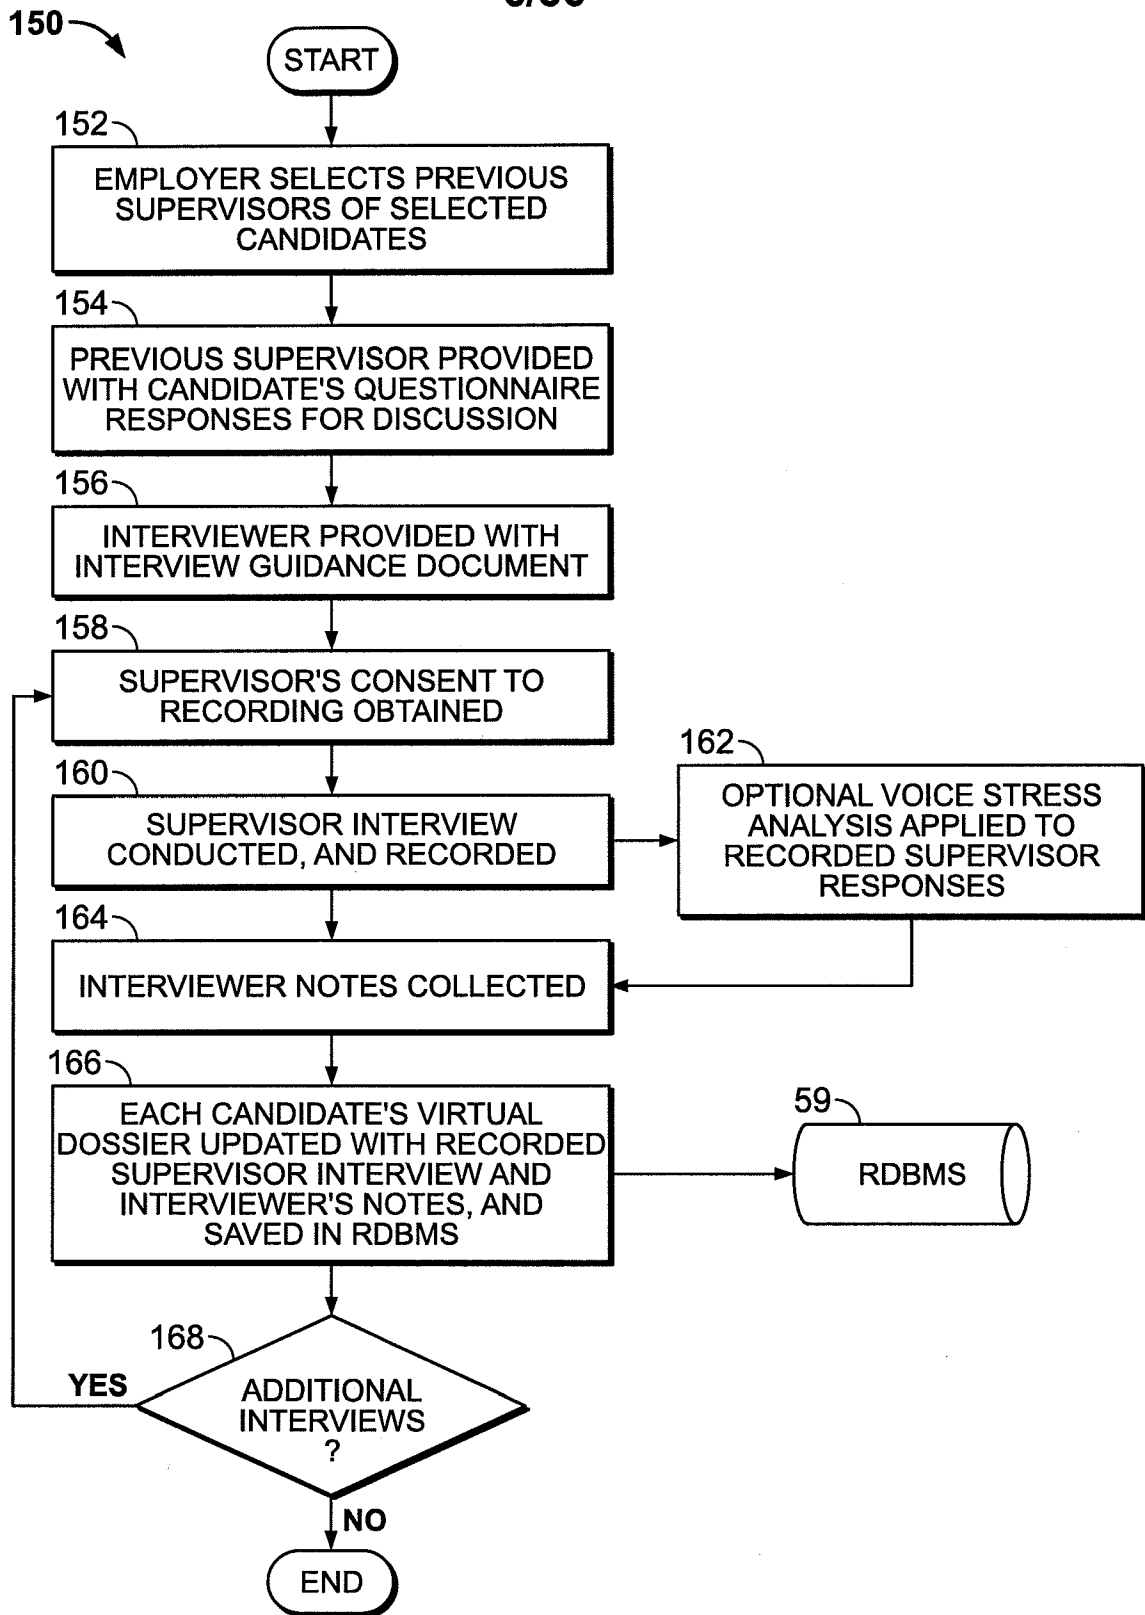 150
START
152
EMPLOYER SELECTS PREVIOUS
SUPERVISORS OF SELECTED
CANDIDATES
154
PREVIOUS SUPERVISOR PROVIDED
WITH CANDIDATE'S QUESTIONNAIRE
RESPONSES FOR DISCUSSION
156
INTERVIEWER PROVIDED WITH
INTERVIEW GUIDANCE DOCUMENT
158
SUPERVISOR'S CONSENT TO
RECORDING OBTAINED
160
SUPERVISOR INTERVIEW
CONDUCTED, AND RECORDED
162
OPTIONAL VOICE STRESS
ANALYSIS APPLIED TO
RECORDED SUPERVISOR
RESPONSES
164
INTERVIEWER NOTES COLLECTED
166
EACH CANDIDATE'S VIRTUAL
DOSSIER UPDATED WITH RECORDED
SUPERVISOR INTERVIEW AND
INTERVIEWER'S NOTES, AND
SAVED IN RDBMS
59
RDBMS
168
ADDITIONAL
INTERVIEWS
?
YES
NO
END